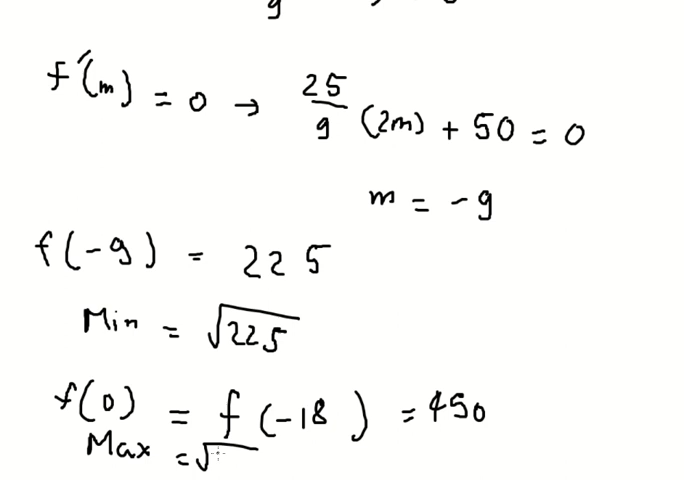 f'(m) = 0 → 25/9 (2m) + 50 = 0
m = -9
f(-9) = 225
Min = √225
f(0) = f(-18) = 450
Max = √